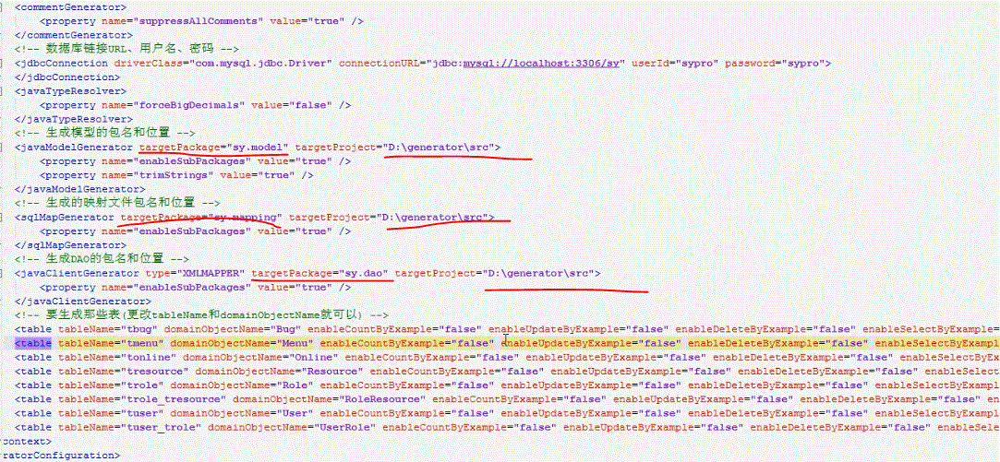 <commentGenerator>
<property name="suppressAllComments" value="true" />
</commentGenerator>
<!-- 数据库链接URL、用户名、密码 -->
<jdbcConnection driverClass="com.mysql.jdbc.Driver" connectionURL="jdbc:mysql://localhost:3306/sy" userId="sypro" password="sypro">
</jdbcConnection>
<javaTypeResolver>
<property name="forceBigDecimals" value="false" />
</javaTypeResolver>
<!-- 生成模型的包名和位置 -->
<javaModelGenerator targetPackage="sy.model" targetProject="D:\generator\src">
<property name="enableSubPackages" value="true" />
<property name="trimStrings" value="true" />
</javaModelGenerator>
<!-- 生成的映射文件包名和位置 -->
<sqlMapGenerator targetPackage="sy.mapping" targetProject="D:\generator\src">
<property name="enableSubPackages" value="true" />
</sqlMapGenerator>
<!-- 生成DAO的包名和位置 -->
<javaClientGenerator type="XMLMAPPER" targetPackage="sy.dao" targetProject="D:\generator\src">
<property name="enableSubPackages" value="true" />
</javaClientGenerator>
<!-- 要生成那些表(更改tableName和domainObjectName就可以) -->
<table tableName="tbug" domainObjectName="Bug" enableCountByExample="false" enableUpdateByExample="false" enableDeleteByExample="false" enableSelectByExample=
<table tableName="tmenu" domainObjectName="Menu" enableCountByExample="false" enableUpdateByExample="false" enableDeleteByExample="false" enableSelectByExampl
<table tableName="tonline" domainObjectName="Online" enableCountByExample="false" enableUpdateByExample="false" enableDeleteByExample="false" enableSelectByEx
<table tableName="tresource" domainObjectName="Resource" enableCountByExample="false" enableUpdateByExample="false" enableDeleteByExample="false" enableSelect
<table tableName="trole" domainObjectName="Role" enableCountByExample="false" enableUpdateByExample="false" enableDeleteByExample="false" enableSelectByExampl
<table tableName="trole_tresource" domainObjectName="RoleResource" enableCountByExample="false" enableUpdateByExample="false" enableDeleteByExample="false" en
<table tableName="tuser" domainObjectName="User" enableCountByExample="false" enableUpdateByExample="false" enableDeleteByExample="false" enableSelectByExampl
<table tableName="tuser_trole" domainObjectName="UserRole" enableCountByExample="false" enableUpdateByExample="false" enableDeleteByExample="false" enableSel
context>
ratorConfiguration>